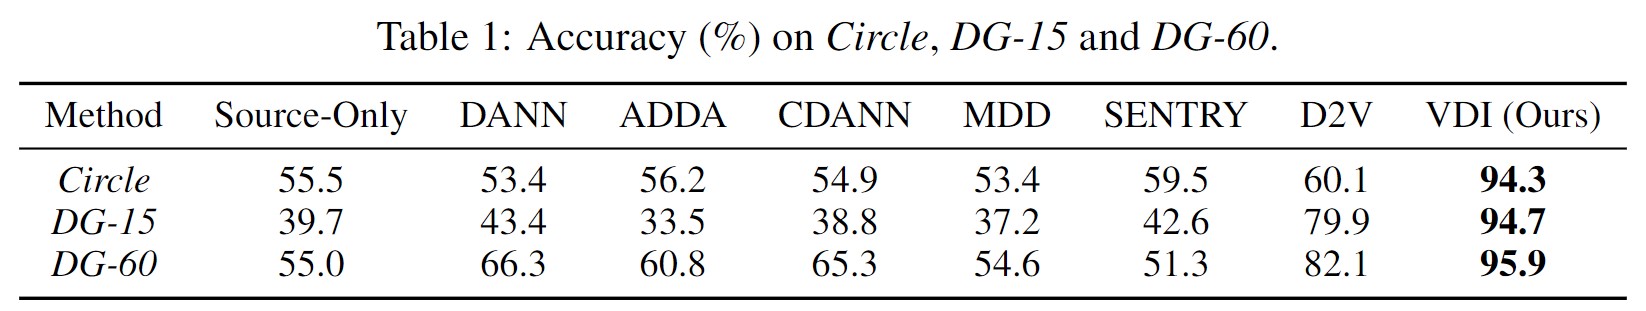 Table 1: Accuracy (%) on Circle, DG-15 and DG-60.
Method Source-Only DANN ADDA CDANN MDD SENTRY D2V VDI (Ours)
Circle 55.5 53.4 56.2 54.9 53.4 59.5 60.1 94.3
DG-15 39.7 43.4 33.5 38.8 37.2 42.6 79.9 94.7
DG-60 55.0 66.3 60.8 65.3 54.6 51.3 82.1 95.9